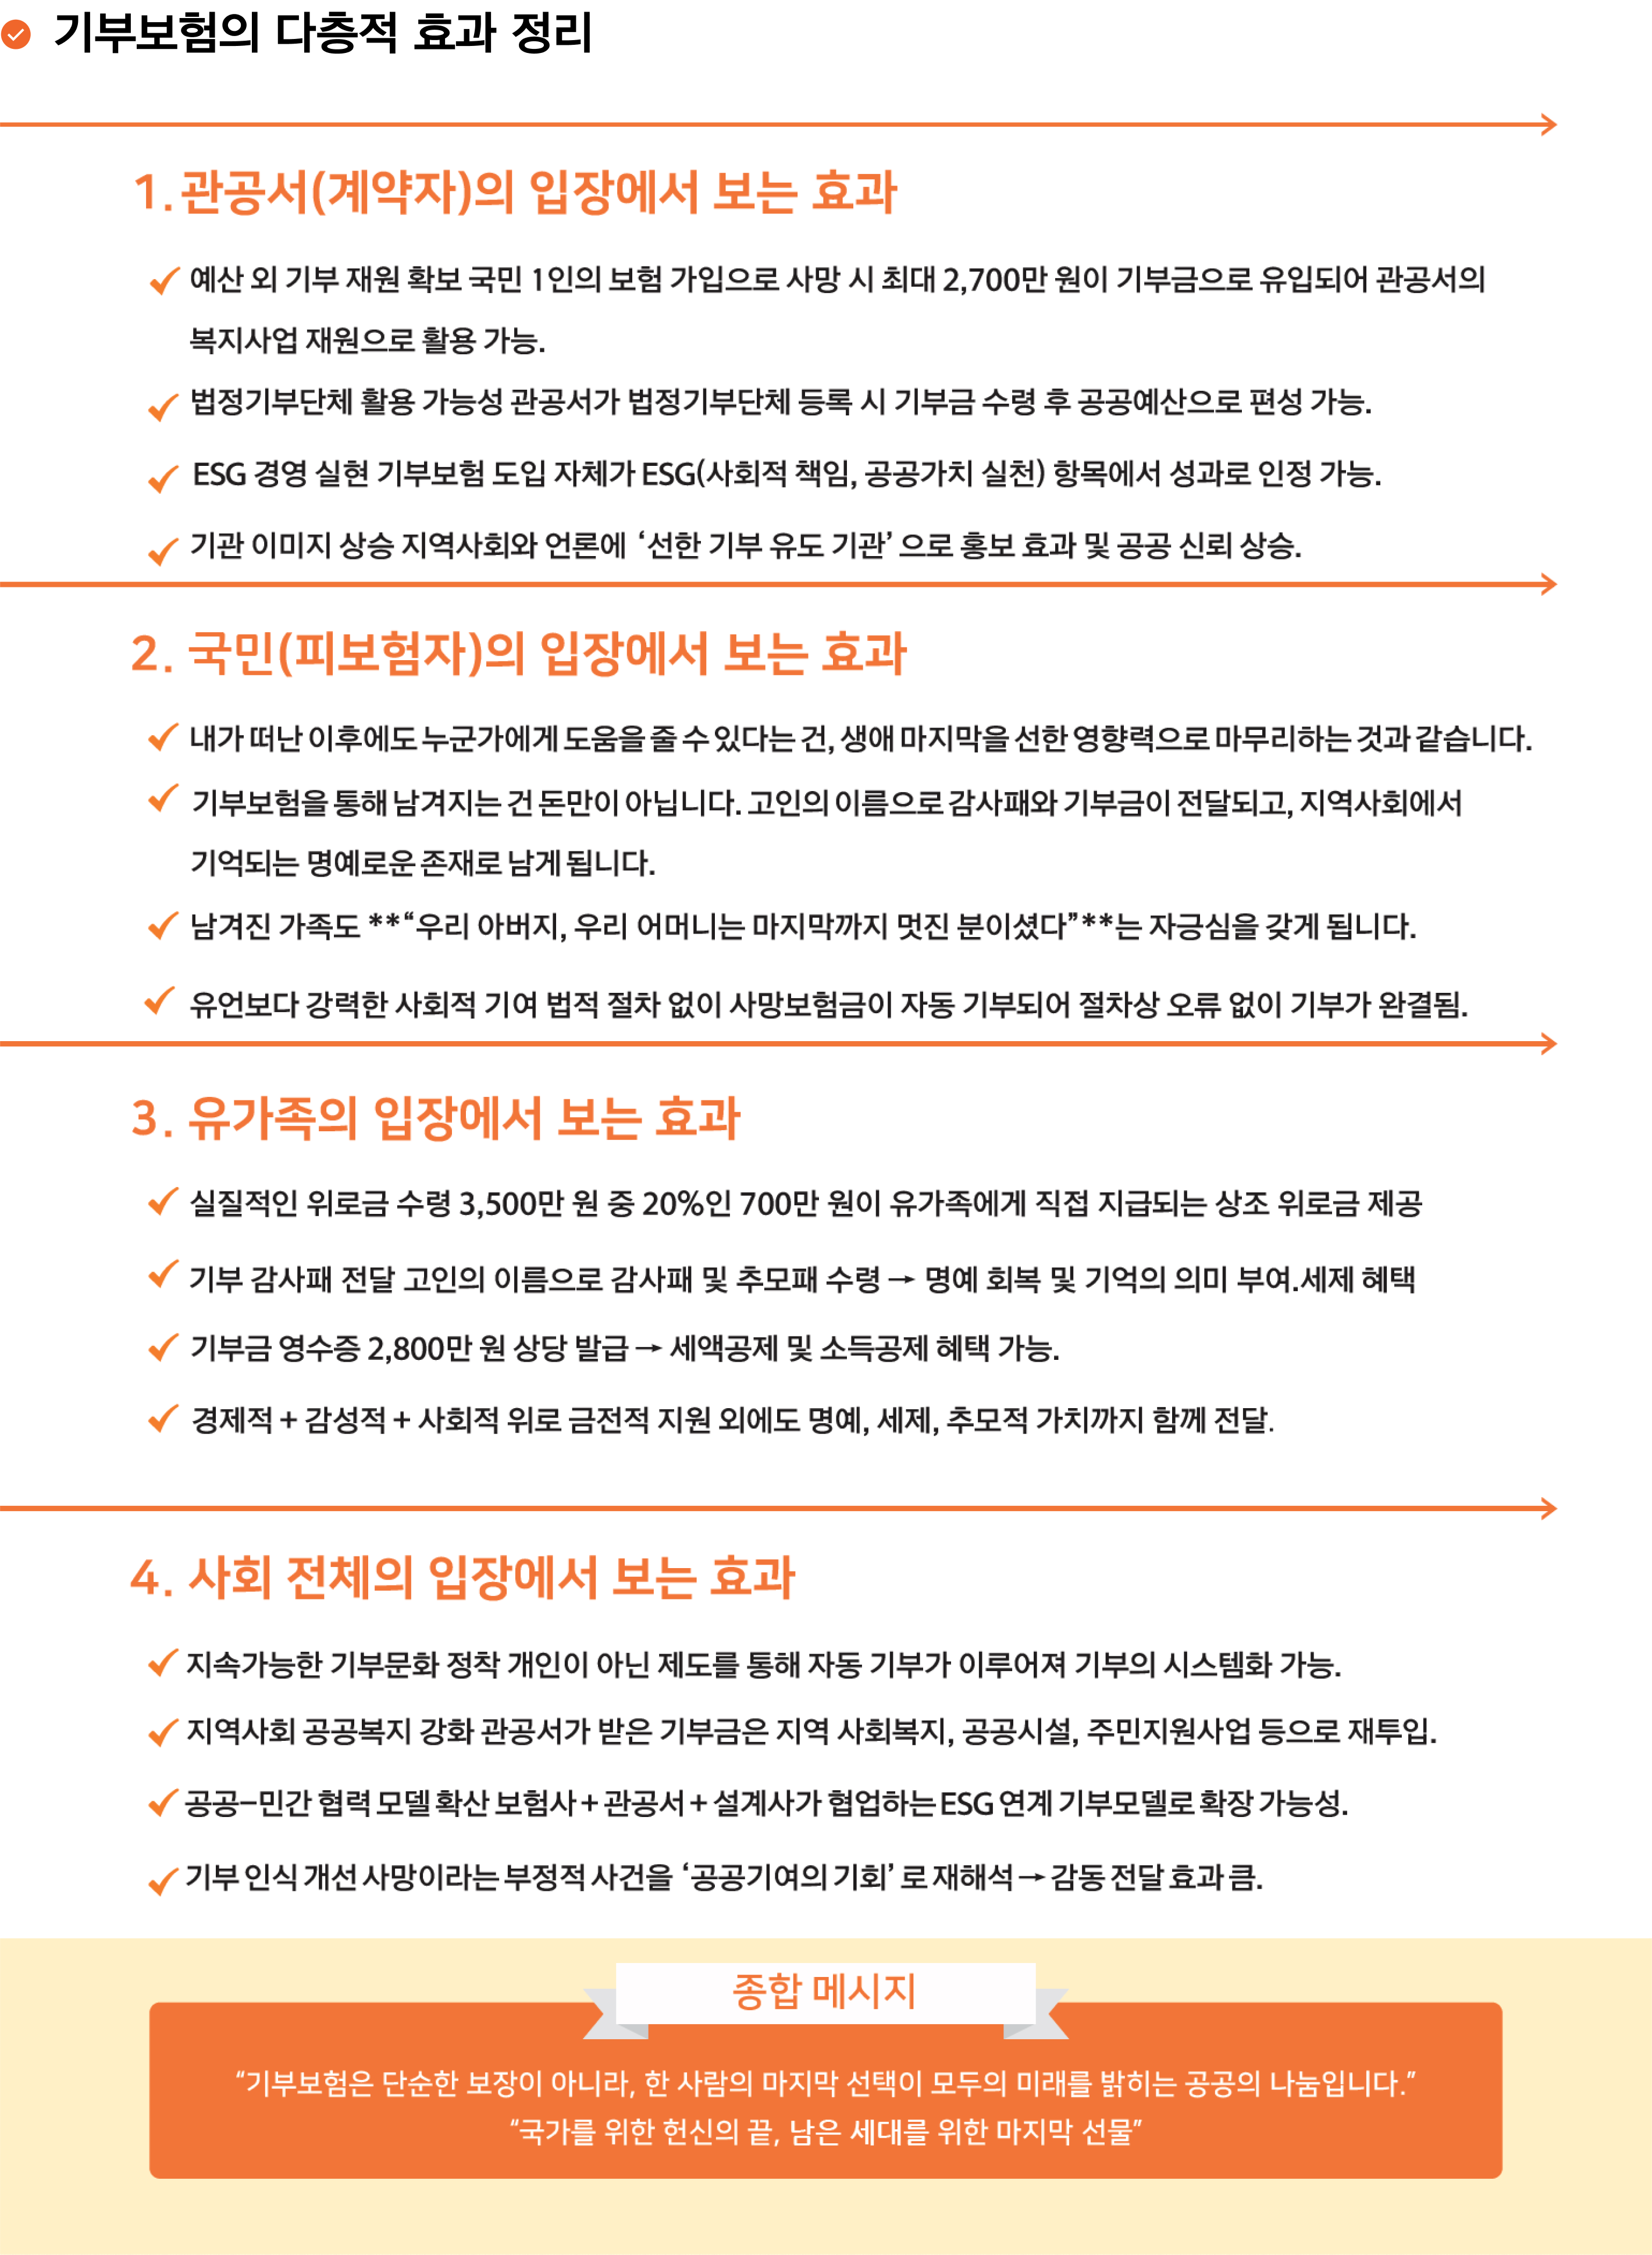 기부보험의 다층적 효과 정리
1. 관공서(계약자)의 입장에서 보는 효과
예산 외 기부 재원 확보 국민 1인의 보험 가입으로 사망 시 최대 2,700만 원이 기부금으로 유입되어 관공서의
복지사업 재원으로 활용 가능.
법정기부단체 활용 가능성 관공서가 법정기부단체 등록 시 기부금 수령 후 공공예산으로 편성 가능.
ESG 경영 실현 기부보험 도입 자체가 ESG(사회적 책임, 공공가치 실천) 항목에서 성과로 인정 가능.
기관 이미지 상승 지역사회와 언론에 ‘선한 기부 유도 기관’ 으로 홍보 효과 및 공공 신뢰 상승.
2. 국민(피보험자)의 입장에서 보는 효과
내가 떠난 이후에도 누군가에게 도움을 줄 수 있다는 건, 생애 마지막을 선한 영향력으로 마무리하는 것과 같습니다.
기부보험을 통해 남겨지는 건 돈만이 아닙니다. 고인의 이름으로 감사패와 기부금이 전달되고, 지역사회에서
기억되는 명예로운 존재로 남게 됩니다.
남겨진 가족도 **“우리 아버지, 우리 어머니는 마지막까지 멋진 분이셨다”**는 자긍심을 갖게 됩니다.
유언보다 강력한 사회적 기여 법적 절차 없이 사망보험금이 자동 기부되어 절차상 오류 없이 기부가 완결됨.
3. 유가족의 입장에서 보는 효과
실질적인 위로금 수령 3,500만 원 중 20%인 700만 원이 유가족에게 직접 지급되는 상조 위로금 제공
기부 감사패 전달 고인의 이름으로 감사패 및 추모패 수령 → 명예 회복 및 기억의 의미 부여.세제 혜택
기부금 영수증 2,800만 원 상당 발급 → 세액공제 및 소득공제 혜택 가능.
경제적 + 감성적 + 사회적 위로 금전적 지원 외에도 명예, 세제, 추모적 가치까지 함께 전달.
4. 사회 전체의 입장에서 보는 효과
지속가능한 기부문화 정착 개인이 아닌 제도를 통해 자동 기부가 이루어져 기부의 시스템화 가능.
지역사회 공공복지 강화 관공서가 받은 기부금은 지역 사회복지, 공공시설, 주민지원사업 등으로 재투입.
공공-민간 협력 모델 확산 보험사 + 관공서 + 설계사가 협업하는 ESG 연계 기부모델로 확장 가능성.
기부 인식 개선 사망이라는 부정적 사건을 ‘공공기여의 기회’ 로 재해석 → 감동 전달 효과 큼.
종합 메시지
“기부보험은 단순한 보장이 아니라, 한 사람의 마지막 선택이 모두의 미래를 밝히는 공공의 나눔입니다.”
“국가를 위한 헌신의 끝, 남은 세대를 위한 마지막 선물”